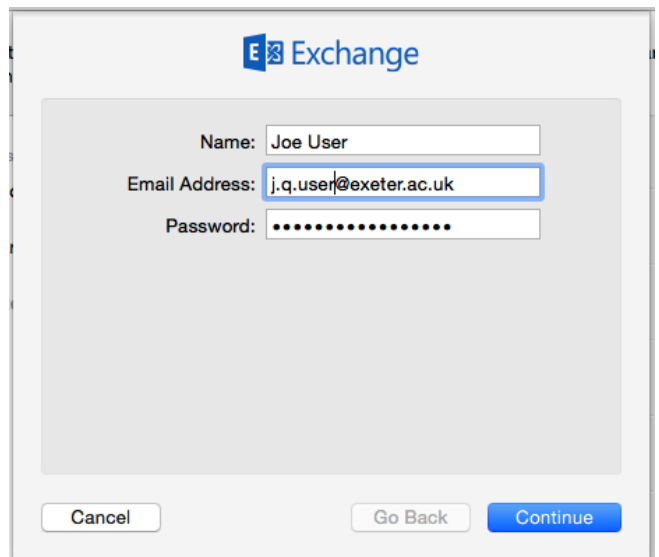 E Exchange
Name: Joe User
Email Address: j.q.user@exeter.ac.uk
Password: •••••••••••••••••
Cancel Go Back Continue